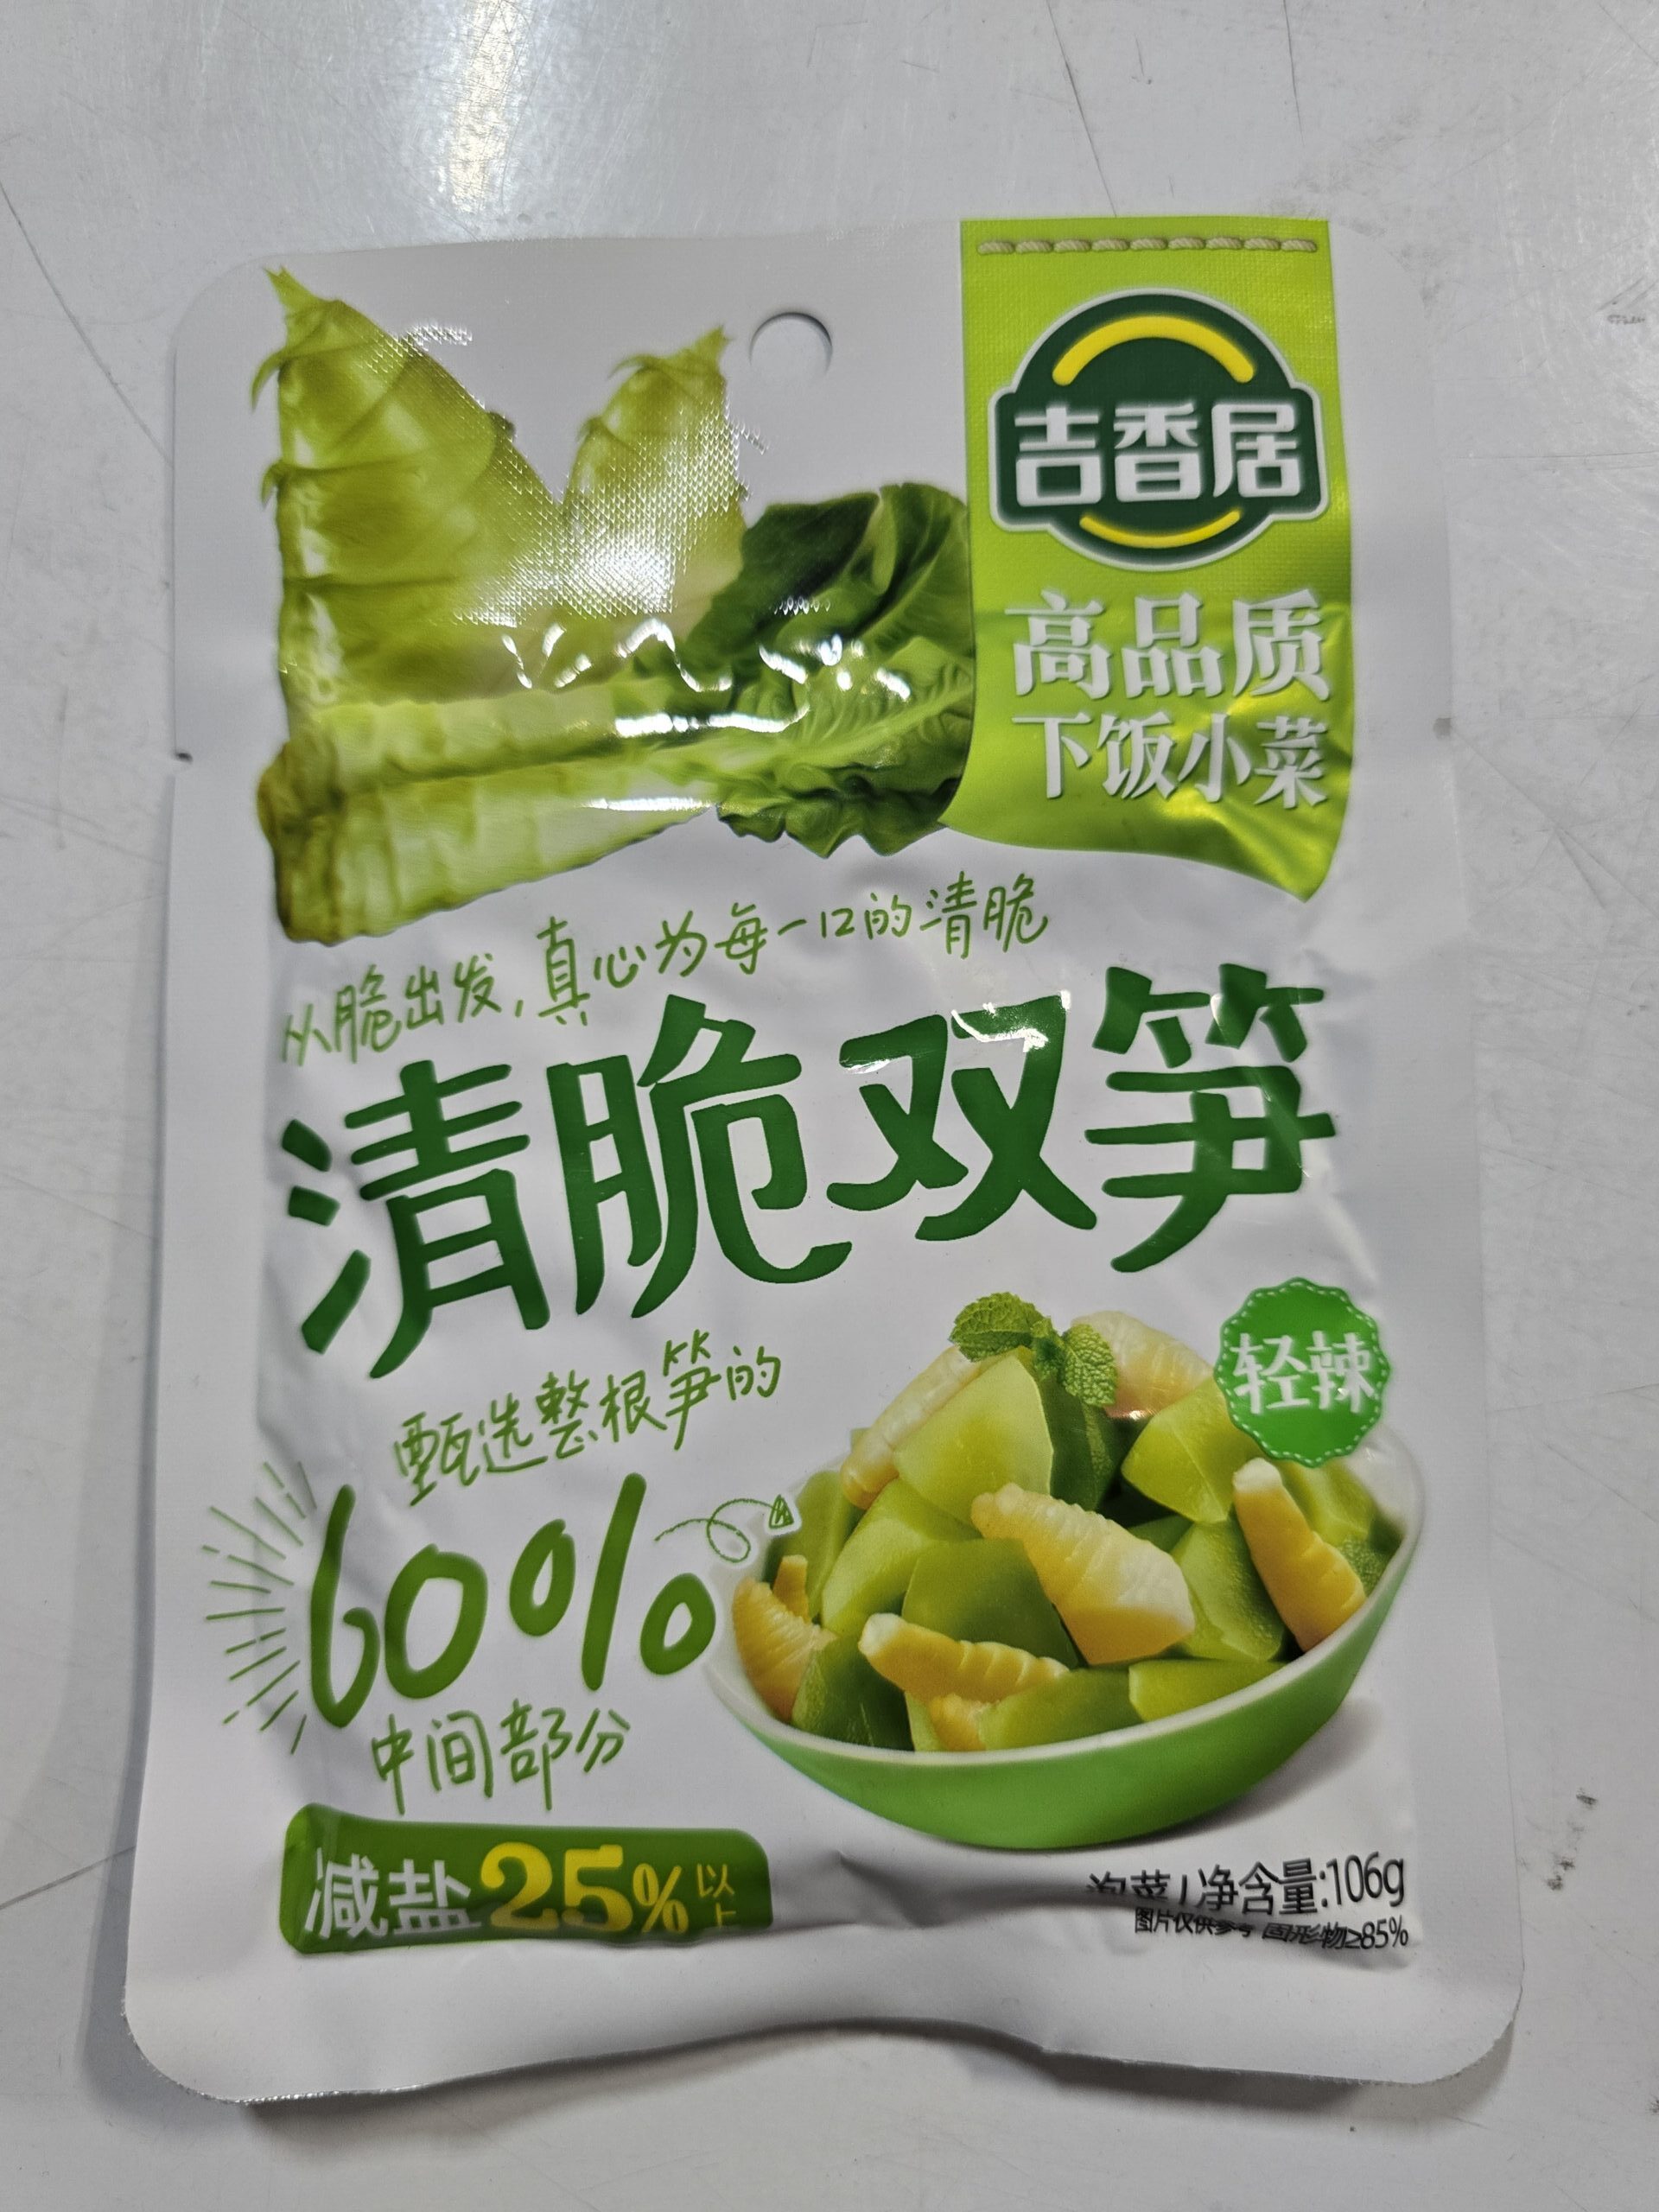 吉香居
高品质
下饭小菜
从脆出发,真心为每一口的清脆
清脆双笋
轻辣
甄选整根笋的
60%
中间部分
减盐25%以上
泡菜/净含量:106g
图片仅供参考 固形物≥85%